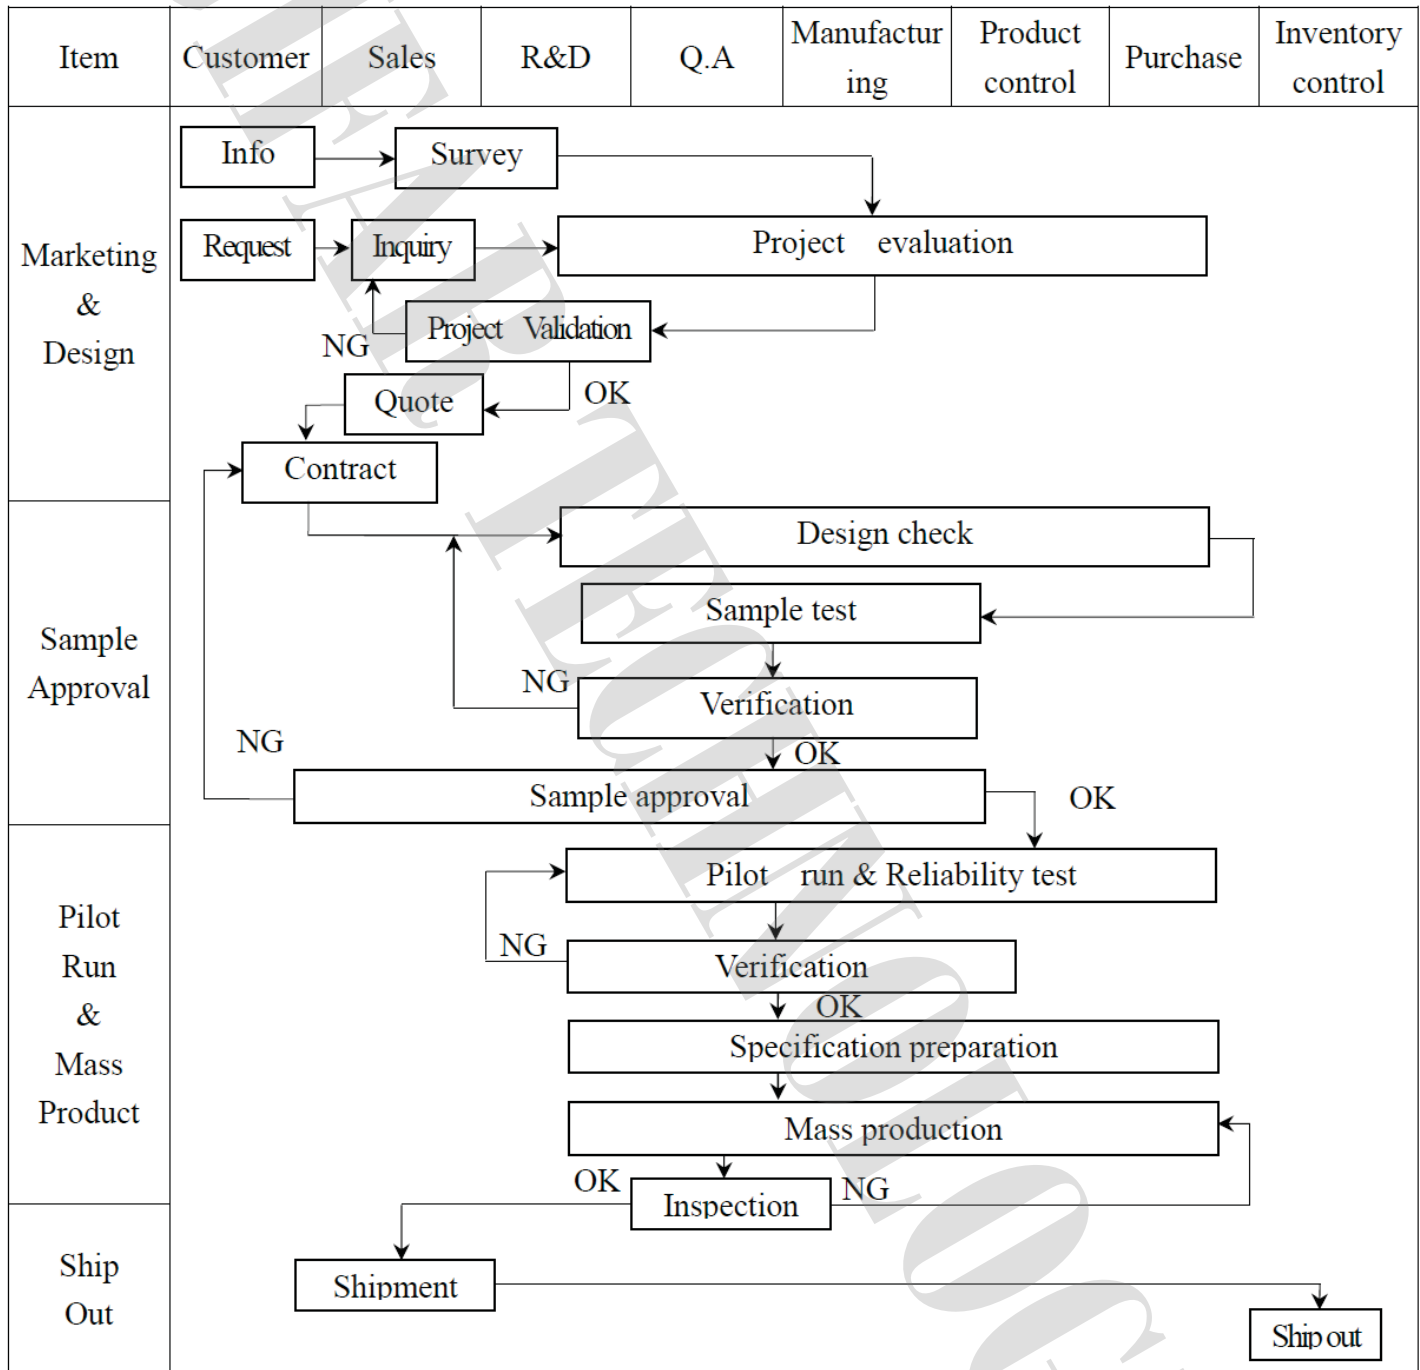 Item
Customer
Sales
R&D
Q.A
Manufactur
ing
Product
control
Purchase
Inventory
control
Marketing
&
Design
Info
Survey
Request
Inquiry
Project evaluation
Project Validation
NG
OK
Quote
Contract
Sample
Approval
Design check
Sample test
NG
Verification
OK
NG
Sample approval
OK
Pilot
Run
&
Mass
Product
Pilot run & Reliability test
NG
Verification
OK
Specification preparation
Mass production
OK
Inspection
NG
Ship
Out
Shipment
Ship out
TECHNOLOG